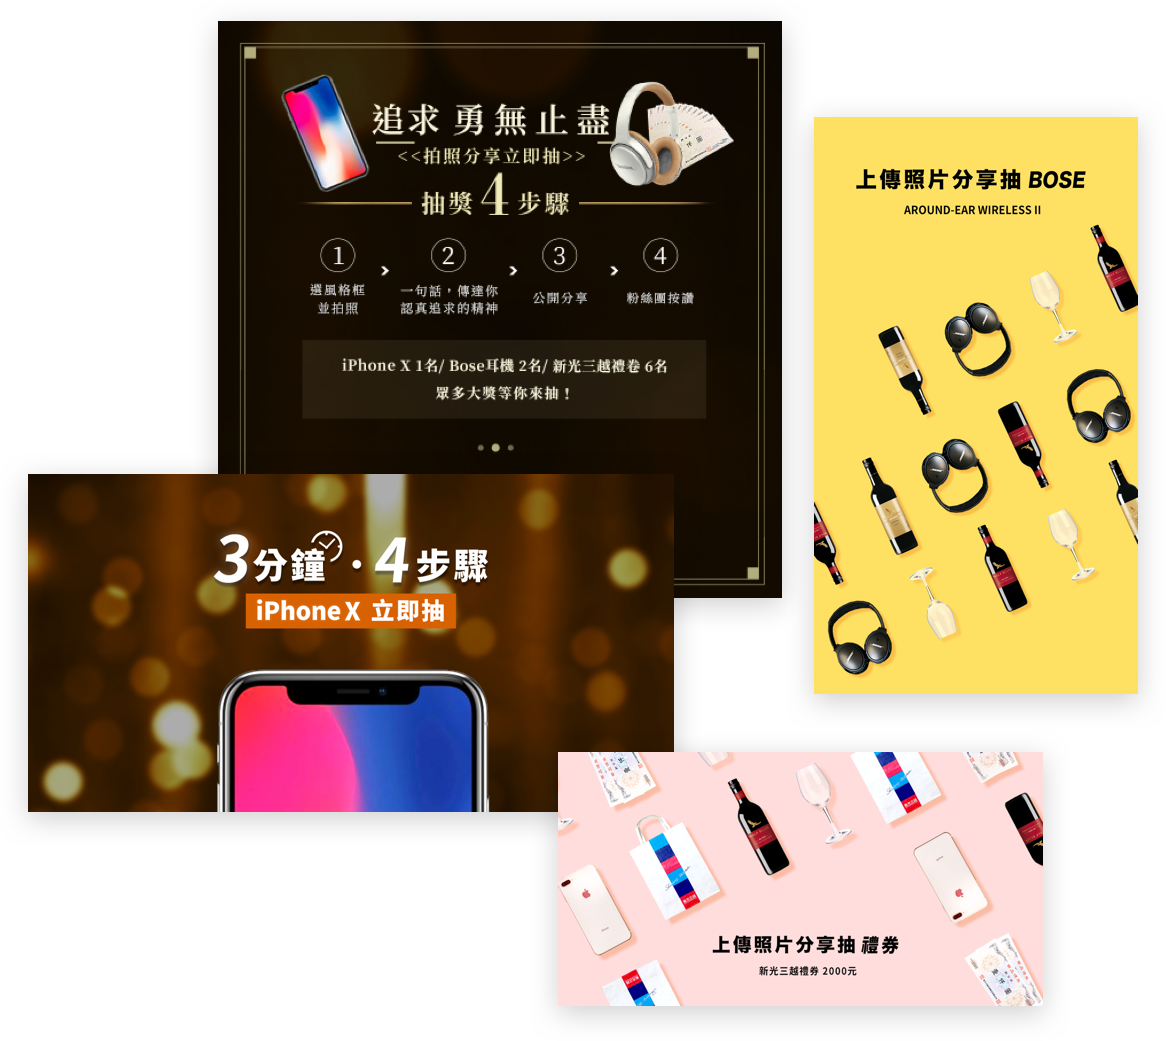 追求 勇無止盡
<<拍照分享立即抽>>
抽獎 4 步驟
1
2
3
4
選風格框
並拍照
一句話，傳達你
認真追求的精神
公開分享
粉絲團按讚
iPhone X 1名/ Bose耳機 2名/ 新光三越禮卷 6名
眾多大獎等你來抽！
上傳照片分享抽 BOSE
AROUND-EAR WIRELESS II
3分鐘 · 4步驟
iPhone X 立即抽
上傳照片分享抽 禮券
新光三越禮券 2000元